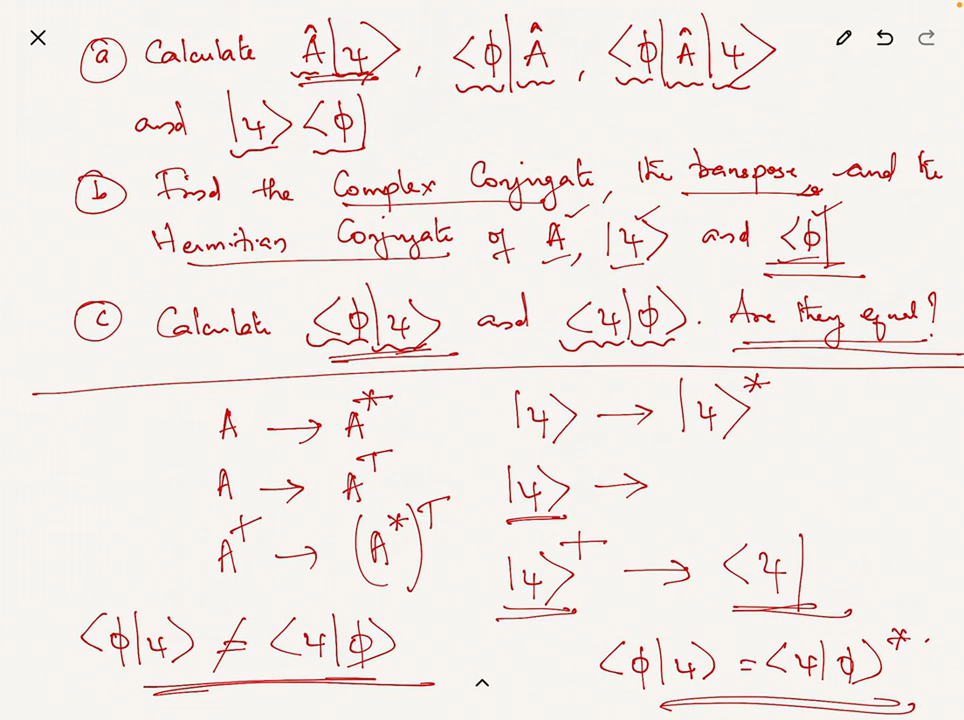 ⓐ Calculate Â|ψ>, <ϕ|Â, <ϕ|Â|ψ>
and |ψ><ϕ|
ⓑ Find the Complex Conjugate, the transpose, and the
Hermitian Conjugate of A, |ψ> and <ϕ|
ⓒ Calculate <ϕ|ψ> and <ψ|ϕ>. Are they equal?
A → A* |ψ> → |ψ>*
A → Aᵀ |ψ> →
A† → (A*)ᵀ |ψ>† → <ψ|
<ϕ|ψ> ≠ <ψ|ϕ>
<ϕ|ψ> = <ψ|ϕ>*.